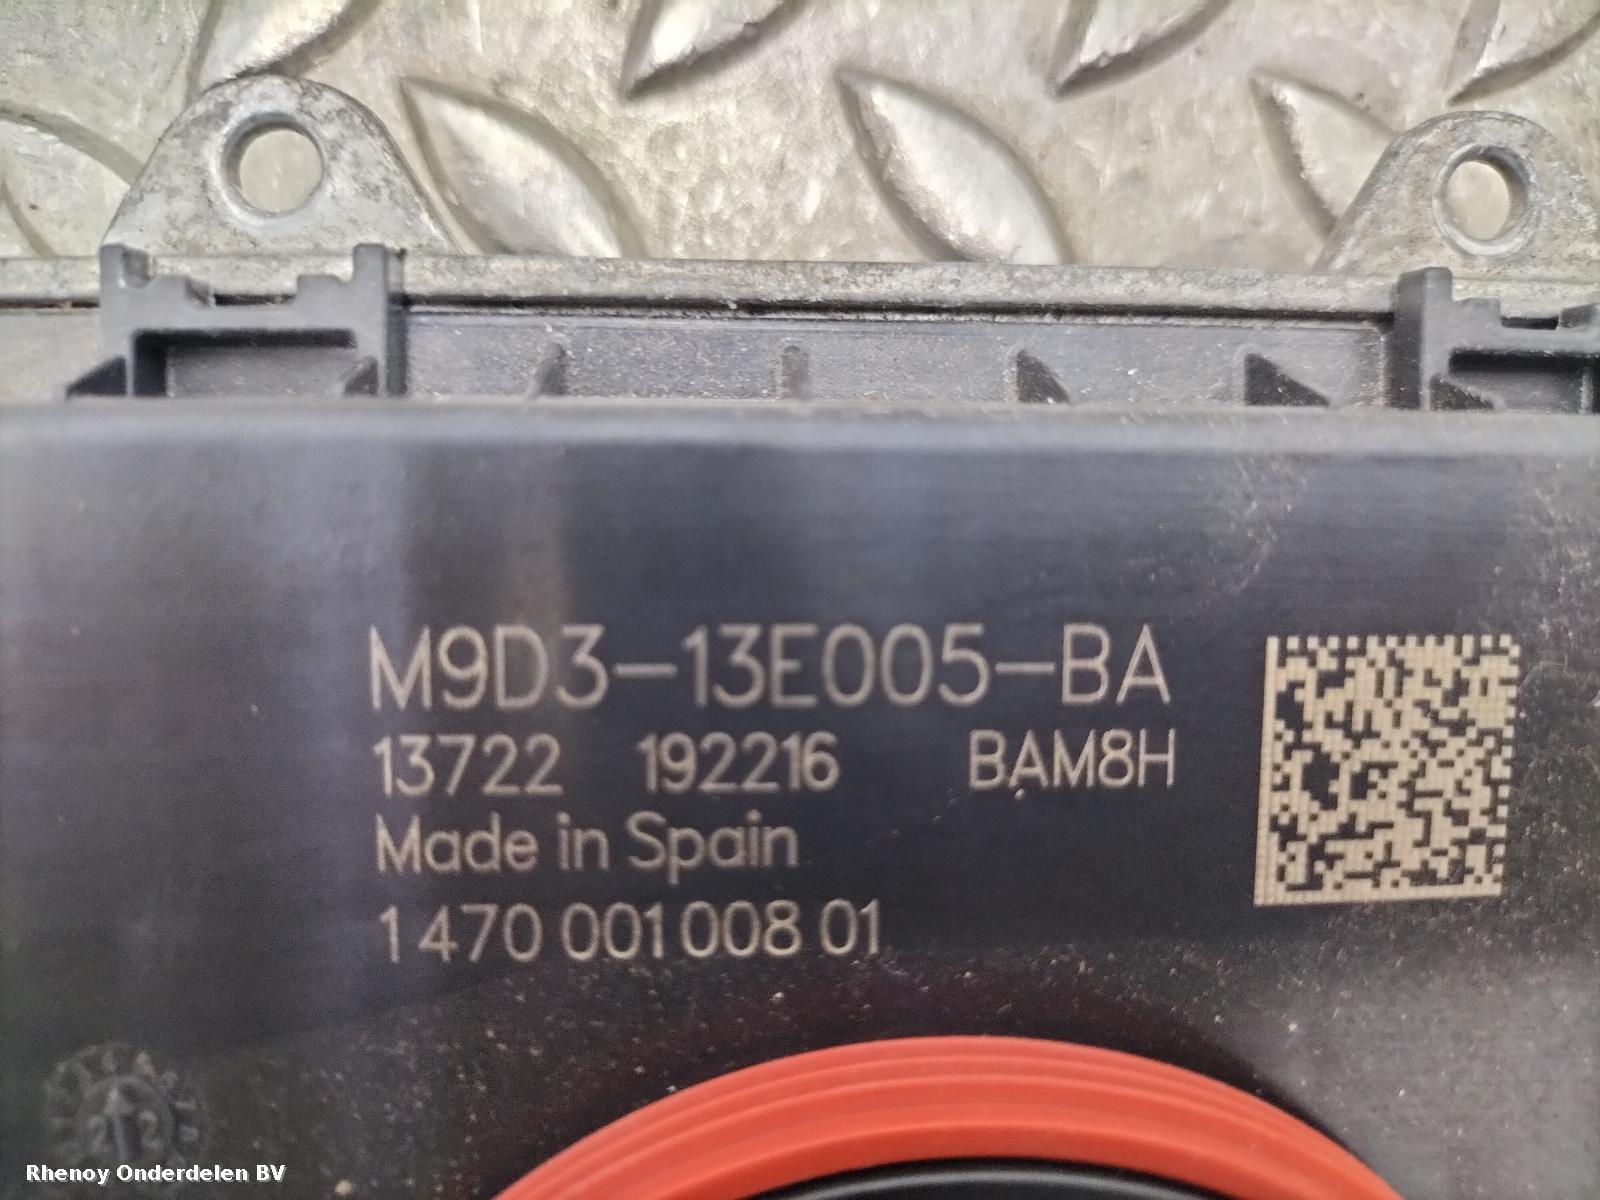 M9D3-13E005-BA
13722 192216 BAM8H
Made in Spain
1 470 001 008 01
Rhenoy Onderdelen BV